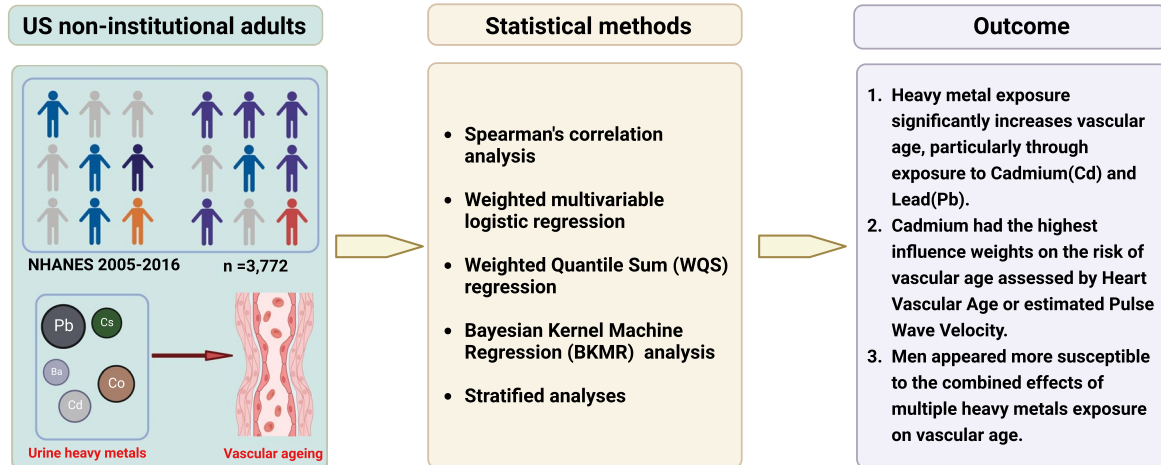 US non-institutional adults
NHANES 2005-2016
n =3,772
Pb
Cs
Ba
Co
Cd
Urine heavy metals
Vascular ageing
Statistical methods
• Spearman's correlation
analysis
• Weighted multivariable
logistic regression
• Weighted Quantile Sum (WQS)
regression
• Bayesian Kernel Machine
Regression (BKMR) analysis
• Stratified analyses
Outcome
1. Heavy metal exposure
significantly increases vascular
age, particularly through
exposure to Cadmium(Cd) and
Lead(Pb).
2. Cadmium had the highest
influence weights on the risk of
vascular age assessed by Heart
Vascular Age or estimated Pulse
Wave Velocity.
3. Men appeared more susceptible
to the combined effects of
multiple heavy metals exposure
on vascular age.